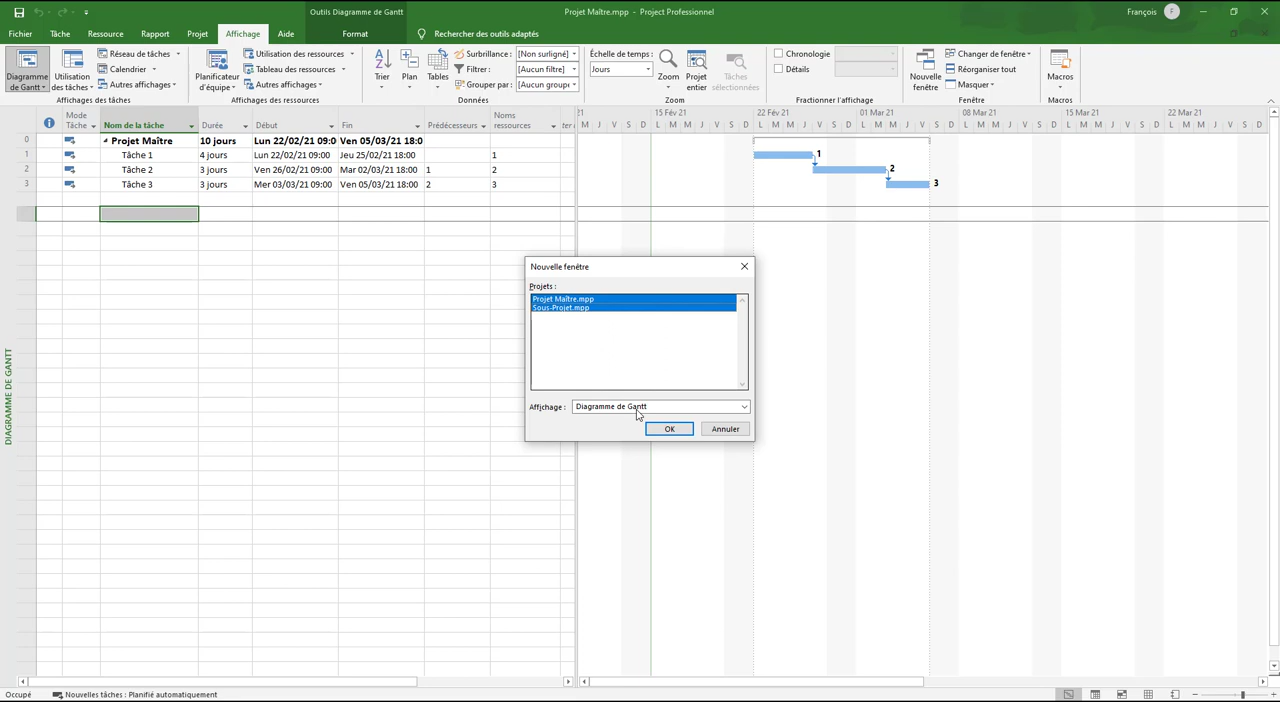 Outils Diagramme de Gantt
Projet Maître.mpp - Project Professionnel
François F
Fichier Tâche Ressource Rapport Projet Affichage Aide Format Rechercher des outils adaptés
Diagramme de Gantt
Utilisation des tâches
Réseau de tâches
Calendrier
Autres affichages
Affichages des tâches
Planificateur d'équipe
Utilisation des ressources
Tableau des ressources
Autres affichages
Affichages des ressources
Trier
Plan
Tables
Surbrillance : [Non surligné]
Filtrer : [Aucun filtre]
Grouper par : [Aucun groupe
Données
Échelle de temps :
Jours
Zoom
Projet entier
Tâches sélectionnées
Zoom
Chronologie
Détails
Fractionner l'affichage
Nouvelle fenêtre
Changer de fenêtre
Réorganiser tout
Masquer
Fenêtre
Macros
Macros
Mode Tâche
Nom de la tâche
Durée
Début
Fin
Prédécesseurs
Noms ressources
ter a
21 15 Fév 21 22 Fév 21 01 Mar 21 08 Mar 21 15 Mar 21 22 Mar 21
M J V S D L M M J V S D L M M J V S D L M M J V S D L M M J V S D L M M J V S D L M M J V S D
0 Projet Maître 10 jours Lun 22/02/21 09:00 Ven 05/03/21 18:0
1 Tâche 1 4 jours Lun 22/02/21 09:00 Jeu 25/02/21 18:00 1
2 Tâche 2 3 jours Ven 26/02/21 09:00 Mar 02/03/21 18:00 1 2
3 Tâche 3 3 jours Mer 03/03/21 09:00 Ven 05/03/21 18:00 2 3
1
2
3
Nouvelle fenêtre
Projets :
Projet Maître.mpp
Sous-Projet.mpp
Affichage : Diagramme de Gantt
OK Annuler
DIAGRAMME DE GANTT
Occupé Nouvelles tâches : Planifié automatiquement